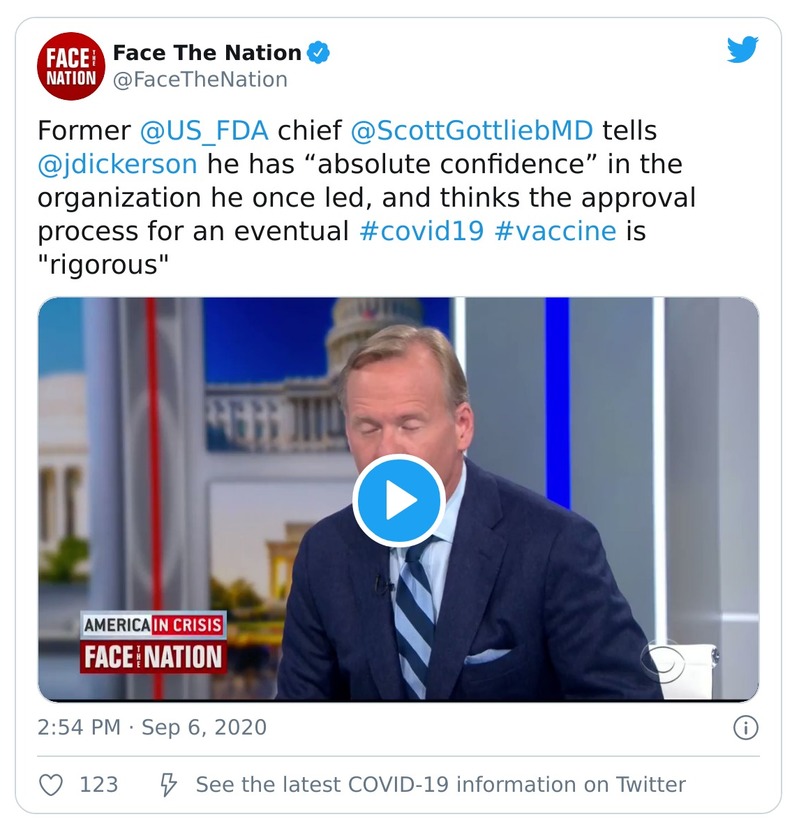 FACE THE NATION
Face The Nation
@FaceTheNation
Former @US_FDA chief @ScottGottliebMD tells
@jdickerson he has “absolute confidence” in the
organization he once led, and thinks the approval
process for an eventual #covid19 #vaccine is
"rigorous"
AMERICA IN CRISIS
FACE THE NATION
2:54 PM · Sep 6, 2020
123
See the latest COVID-19 information on Twitter